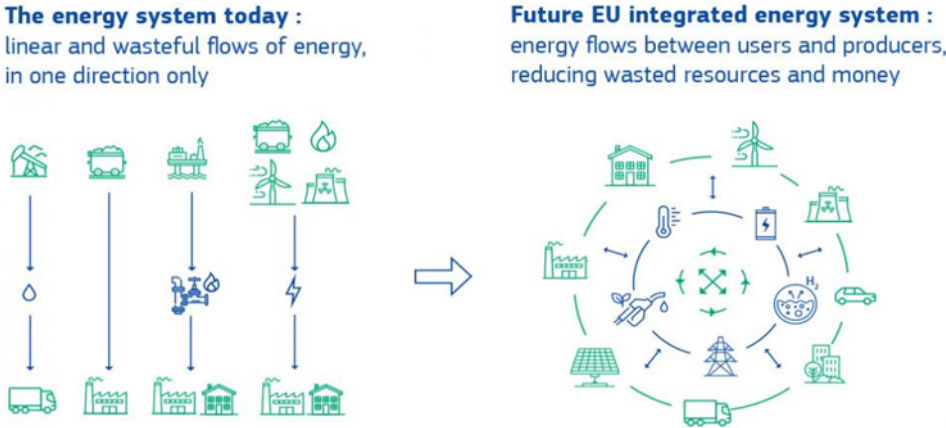 The energy system today :
linear and wasteful flows of energy,
in one direction only
Future EU integrated energy system :
energy flows between users and producers,
reducing wasted resources and money
H₂